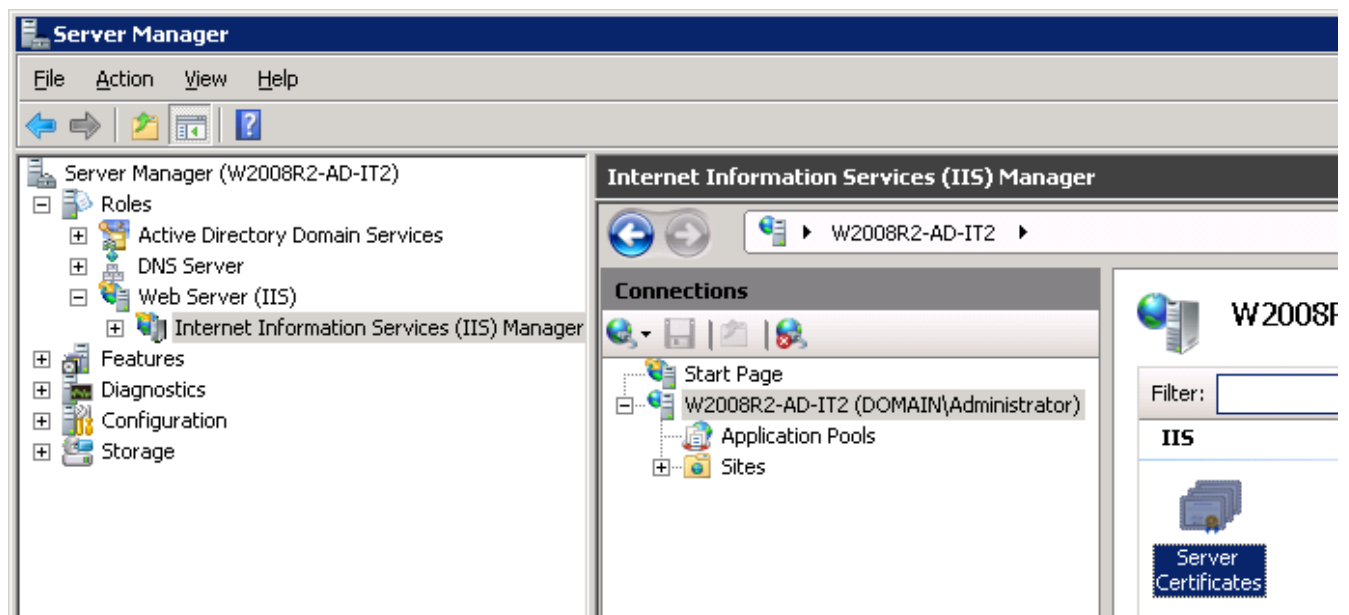 Server Manager
File Action View Help
Server Manager (W2008R2-AD-IT2)
Roles
Active Directory Domain Services
DNS Server
Web Server (IIS)
Internet Information Services (IIS) Manager
Features
Diagnostics
Configuration
Storage
Internet Information Services (IIS) Manager
W2008R2-AD-IT2
Connections
Start Page
W2008R2-AD-IT2 (DOMAIN\Administrator)
Application Pools
Sites
W2008R
Filter:
IIS
Server
Certificates